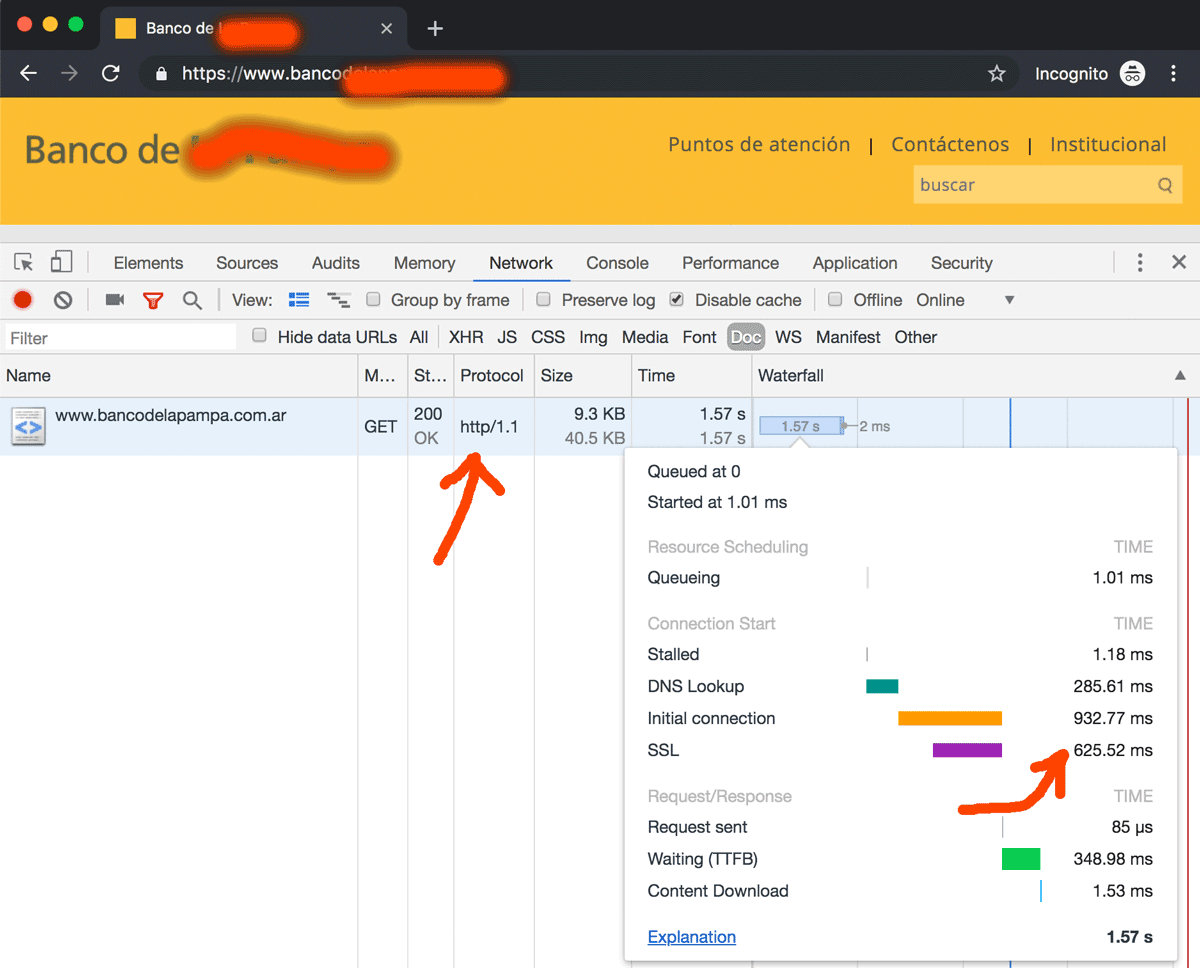 Banco de
https://www.bancodelapa
Incognito
Banco de
Puntos de atención | Contáctenos | Institucional
buscar
Elements Sources Audits Memory Network Console Performance Application Security
View: Group by frame Preserve log Disable cache Offline Online
Filter Hide data URLs All XHR JS CSS Img Media Font Doc WS Manifest Other
Name M... St... Protocol Size Time Waterfall
www.bancodelapampa.com.ar GET 200 http/1.1 9.3 KB 1.57 s 1.57 s 2 ms
OK 40.5 KB 1.57 s
Queued at 0
Started at 1.01 ms
Resource Scheduling TIME
Queueing 1.01 ms
Connection Start TIME
Stalled 1.18 ms
DNS Lookup 285.61 ms
Initial connection 932.77 ms
SSL 625.52 ms
Request/Response TIME
Request sent 85 µs
Waiting (TTFB) 348.98 ms
Content Download 1.53 ms
Explanation 1.57 s